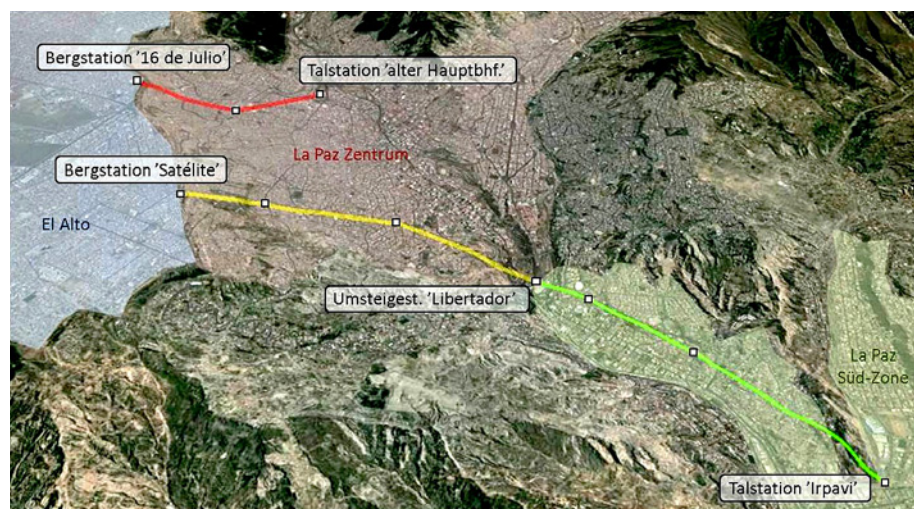 Bergstation '16 de Julio'
Talstation 'alter Hauptbhf.'
La Paz Zentrum
Bergstation 'Satélite'
El Alto
Umsteigest. 'Libertador'
La Paz
Süd-Zone
Talstation 'Irpavi'